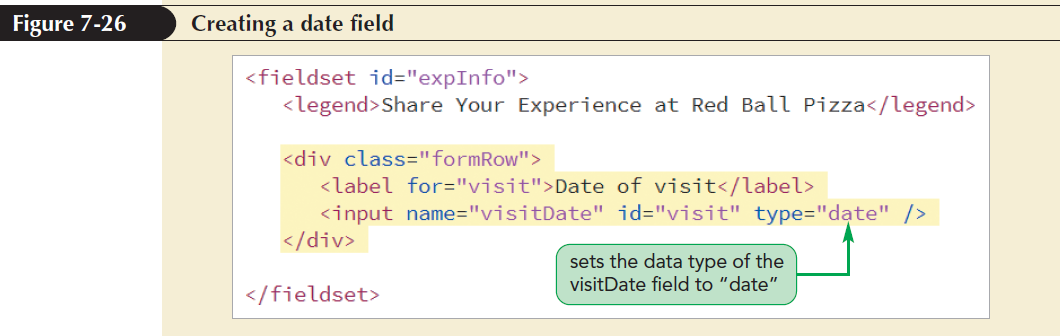 Figure 7-26 Creating a date field
<fieldset id="expInfo">
<legend>Share Your Experience at Red Ball Pizza</legend>
<div class="formRow">
<label for="visit">Date of visit</label>
<input name="visitDate" id="visit" type="date" />
</div>
sets the data type of the
visitDate field to “date”
</fieldset>